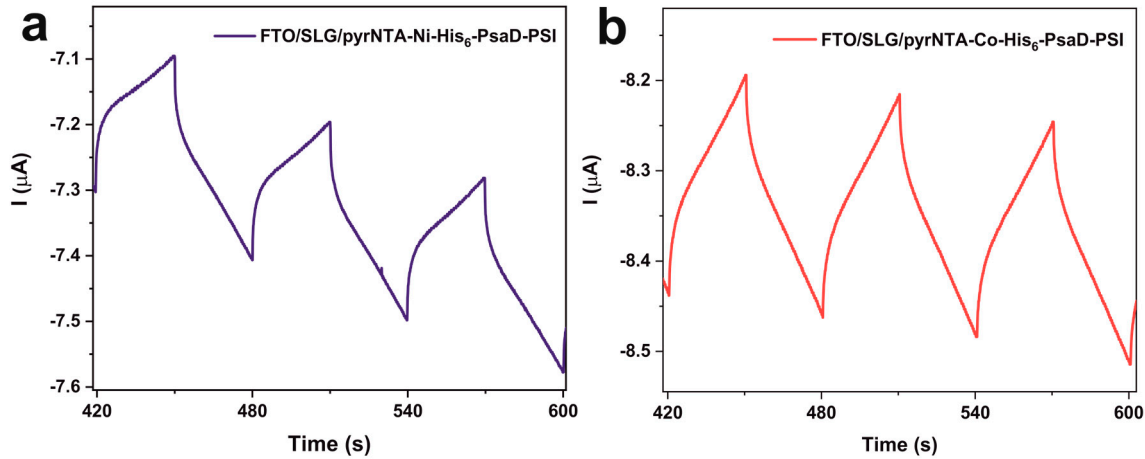 a
FTO/SLG/pyrNTA-Ni-His₆-PsaD-PSI
I (μA)
-7.1
-7.2
-7.3
-7.4
-7.5
-7.6
420
480
540
600
Time (s)
b
FTO/SLG/pyrNTA-Co-His₆-PsaD-PSI
I (μA)
-8.2
-8.3
-8.4
-8.5
420
480
540
600
Time (s)